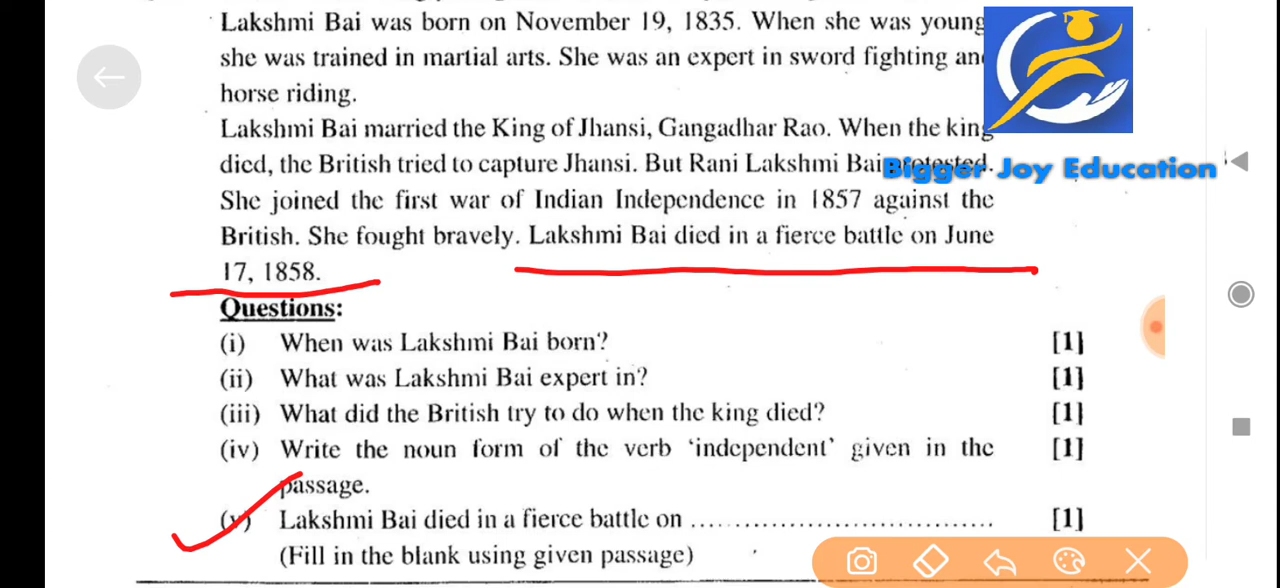 Lakshmi Bai was born on November 19, 1835. When she was young
she was trained in martial arts. She was an expert in sword fighting an
horse riding.
Lakshmi Bai married the King of Jhansi, Gangadhar Rao. When the king
died, the British tried to capture Jhansi. But Rani Lakshmi Bai protested.
Bigger Joy Education
She joined the first war of Indian Independence in 1857 against the
British. She fought bravely. Lakshmi Bai died in a fierce battle on June
17, 1858.
Questions:
(i) When was Lakshmi Bai born? [1]
(ii) What was Lakshmi Bai expert in? [1]
(iii) What did the British try to do when the king died? [1]
(iv) Write the noun form of the verb ‘independent’ given in the [1]
passage.
(v) Lakshmi Bai died in a fierce battle on ................................. [1]
(Fill in the blank using given passage)